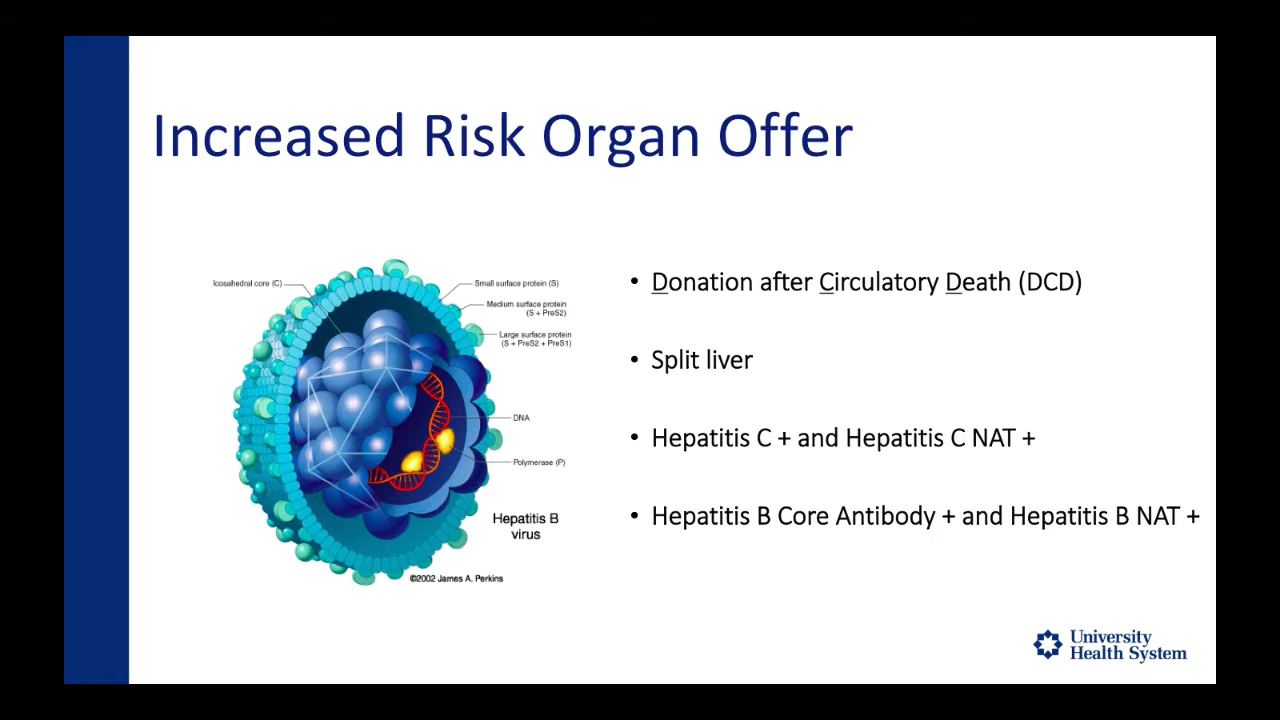 Increased Risk Organ Offer
Icosahedral core (C)
Small surface protein (S)
Medium surface protein
(S + PreS2)
Large surface protein
(S + PreS2 + PreS1)
DNA
Polymerase (P)
Hepatitis B
virus
©2002 James A. Perkins
• Donation after Circulatory Death (DCD)
• Split liver
• Hepatitis C + and Hepatitis C NAT +
• Hepatitis B Core Antibody + and Hepatitis B NAT +
University
Health System